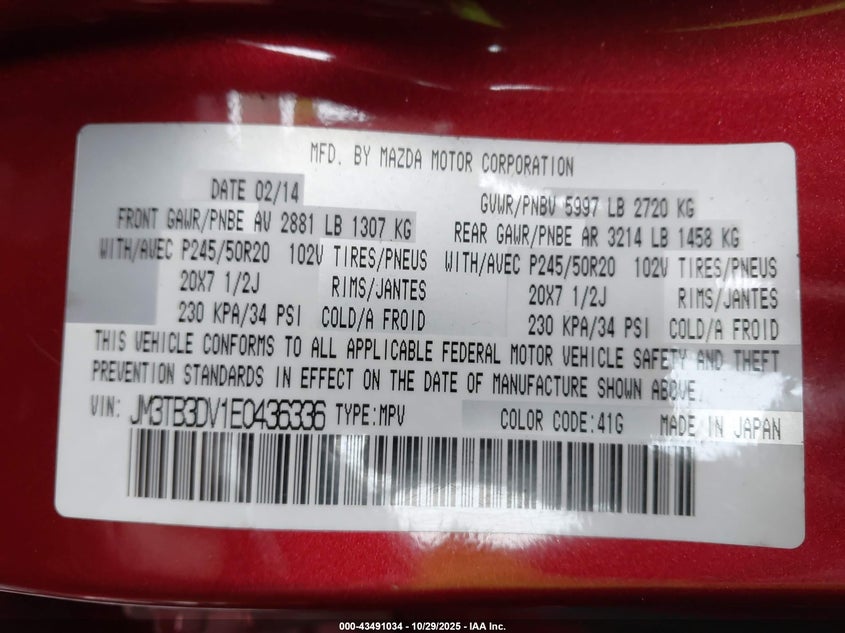 MFD. BY MAZDA MOTOR CORPORATION
DATE 02/14 GVWR/PNBV 5997 LB 2720 KG
FRONT GAWR/PNBE AV 2881 LB 1307 KG REAR GAWR/PNBE AR 3214 LB 1458 KG
WITH/AVEC P245/50R20 102V TIRES/PNEUS WITH/AVEC P245/50R20 102V TIRES/PNEUS
20X7 1/2J RIMS/JANTES 20X7 1/2J RIMS/JANTES
230 KPA/34 PSI COLD/A FROID 230 KPA/34 PSI COLD/A FROID
THIS VEHICLE CONFORMS TO ALL APPLICABLE FEDERAL MOTOR VEHICLE SAFETY AND THEFT
PREVENTION STANDARDS IN EFFECT ON THE DATE OF MANUFACTURE SHOWN ABOVE.
VIN: JM3TB3DV1E0436336 TYPE:MPV COLOR CODE:41G MADE IN JAPAN
000-43491034 - 10/29/2025 - IAA Inc.